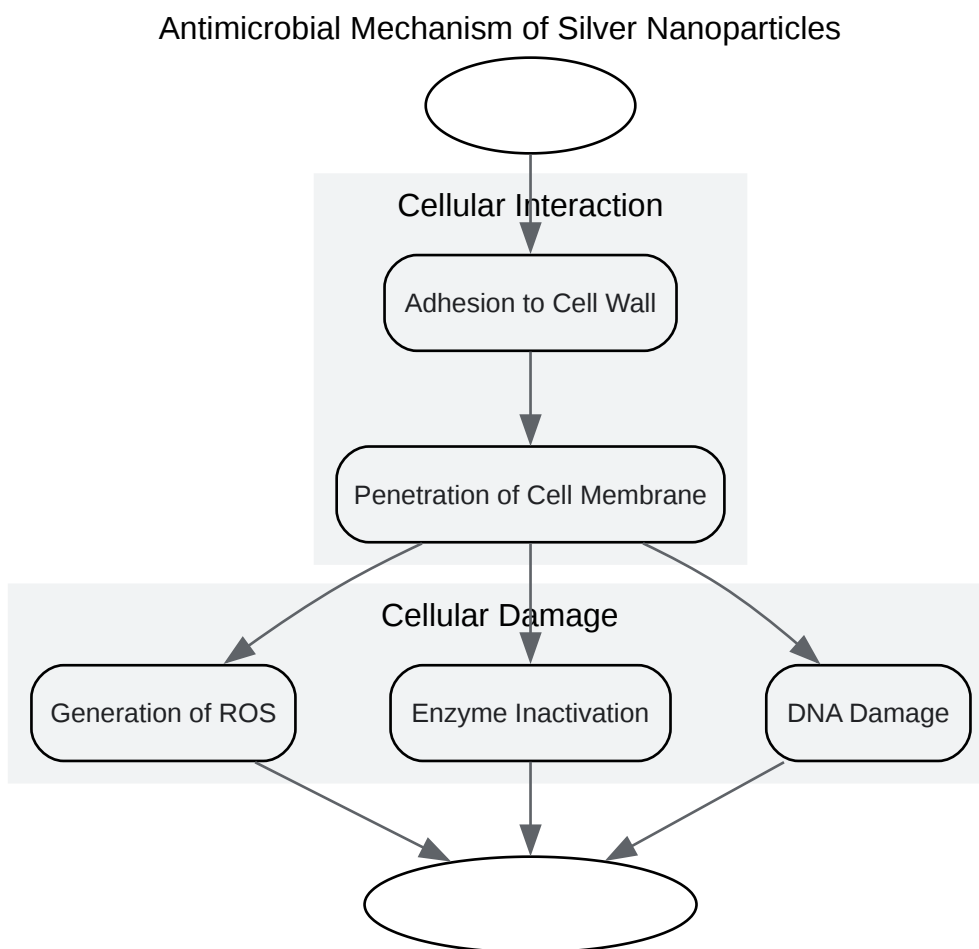 Antimicrobial Mechanism of Silver Nanoparticles
Cellular Interaction
Adhesion to Cell Wall
Penetration of Cell Membrane
Cellular Damage
Generation of ROS
Enzyme Inactivation
DNA Damage